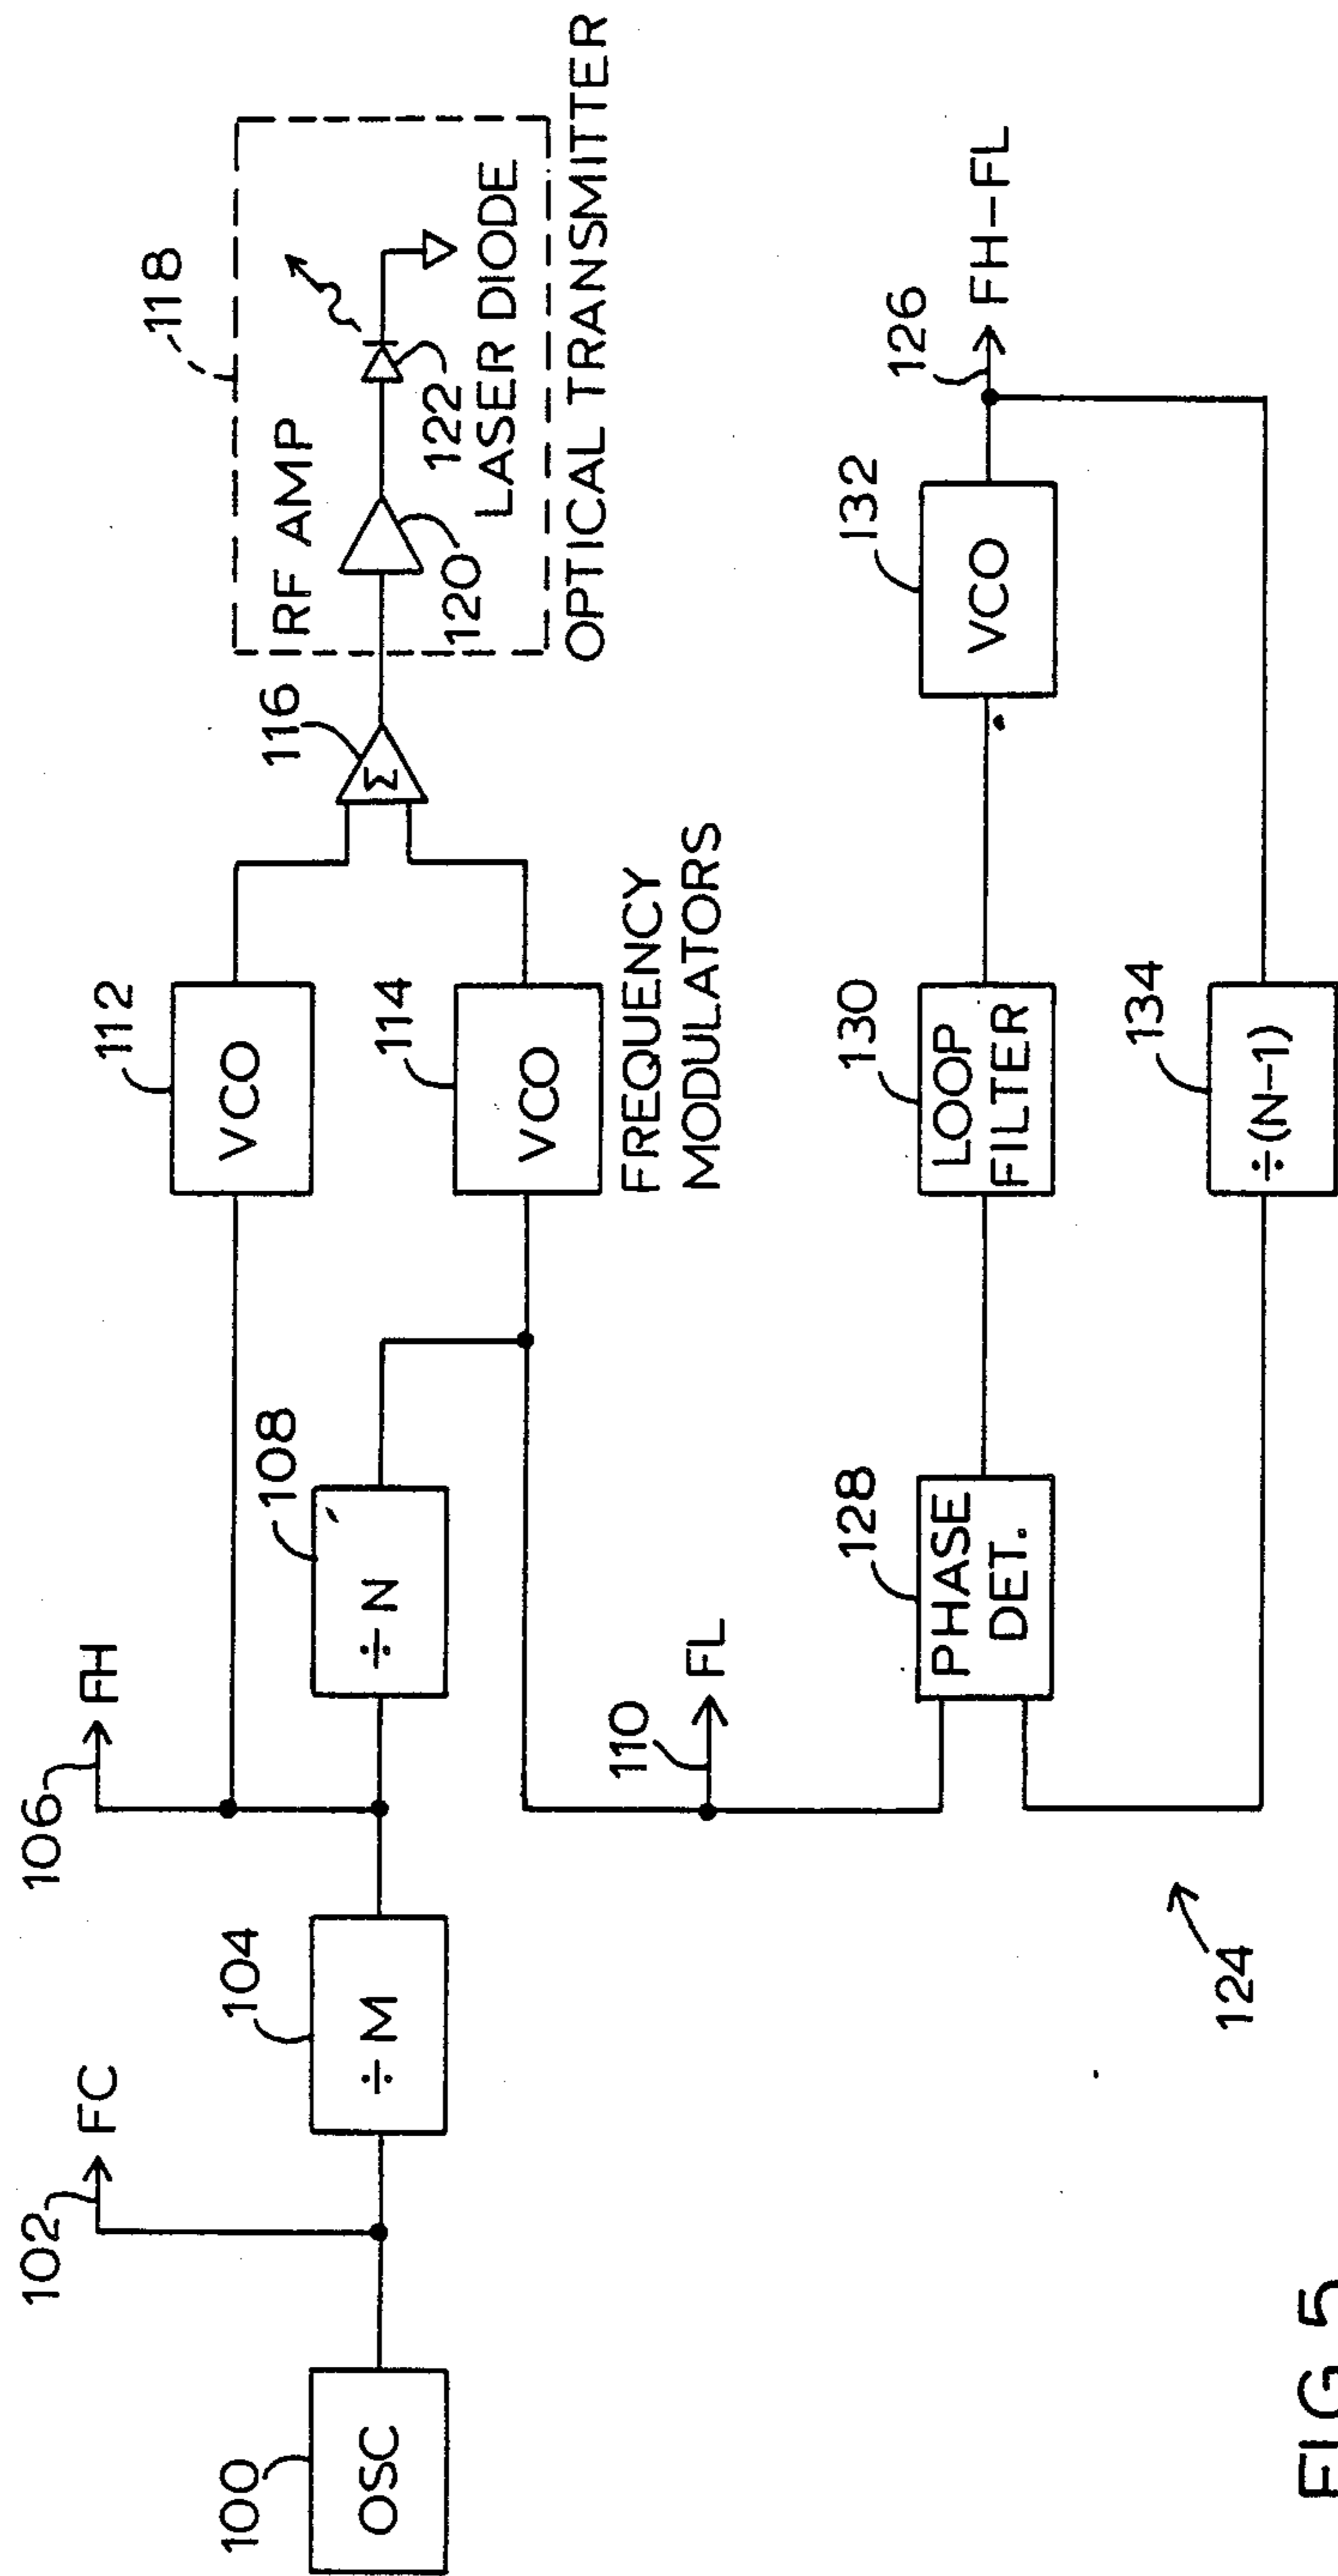 118
RF AMP
120
122
LASER DIODE
OPTICAL TRANSMITTER
116
Σ
112
VCO
114
VCO
FREQUENCY
MODULATORS
106
FH
108
÷N
102
FC
104
÷M
100
OSC
110
FL
128
PHASE
DET.
130
LOOP
FILTER
132
VCO
126
FH-FL
134
÷(N-1)
124
FIG. 5